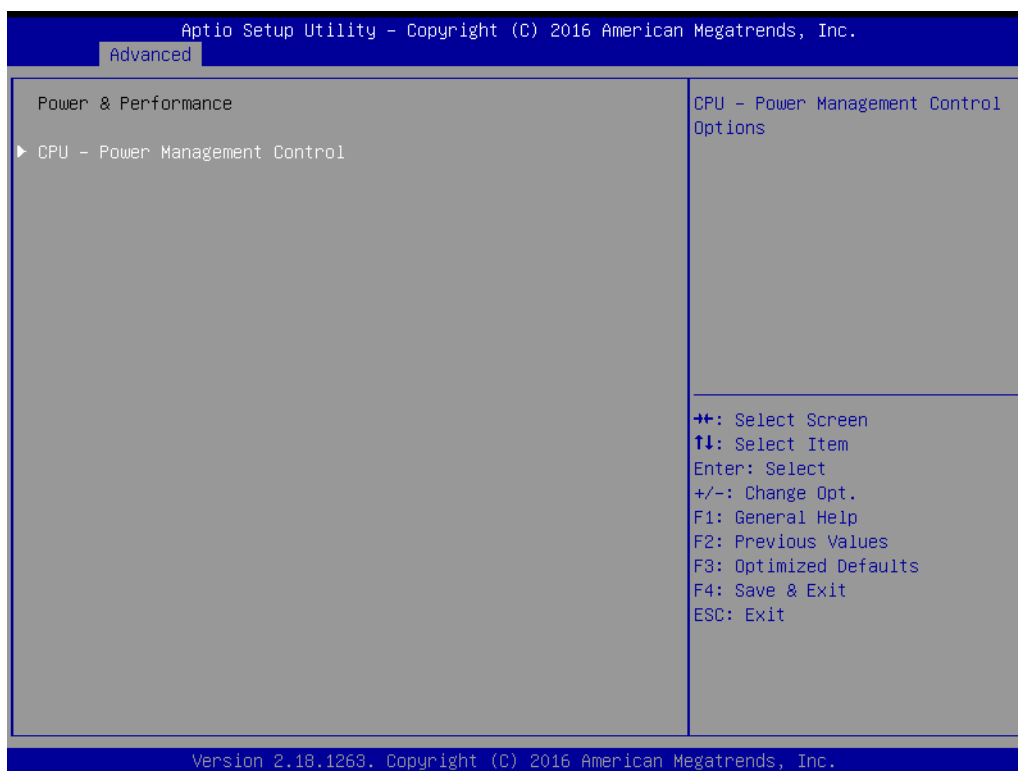 Aptio Setup Utility – Copyright (C) 2016 American Megatrends, Inc.
Advanced
Power & Performance
▶ CPU – Power Management Control
CPU – Power Management Control
Options
→←: Select Screen
↑↓: Select Item
Enter: Select
+/-: Change Opt.
F1: General Help
F2: Previous Values
F3: Optimized Defaults
F4: Save & Exit
ESC: Exit
Version 2.18.1263. Copyright (C) 2016 American Megatrends, Inc.